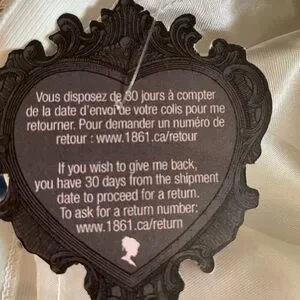 Vous disposez de 30 jours à compter
de la date d'envoi de votre colis pour me
retourner. Pour demander un numéro de
retour : www.1861.ca/retour
If you wish to give me back,
you have 30 days from the shipment
date to proceed for a return.
To ask for a return number:
www.1861.ca/return